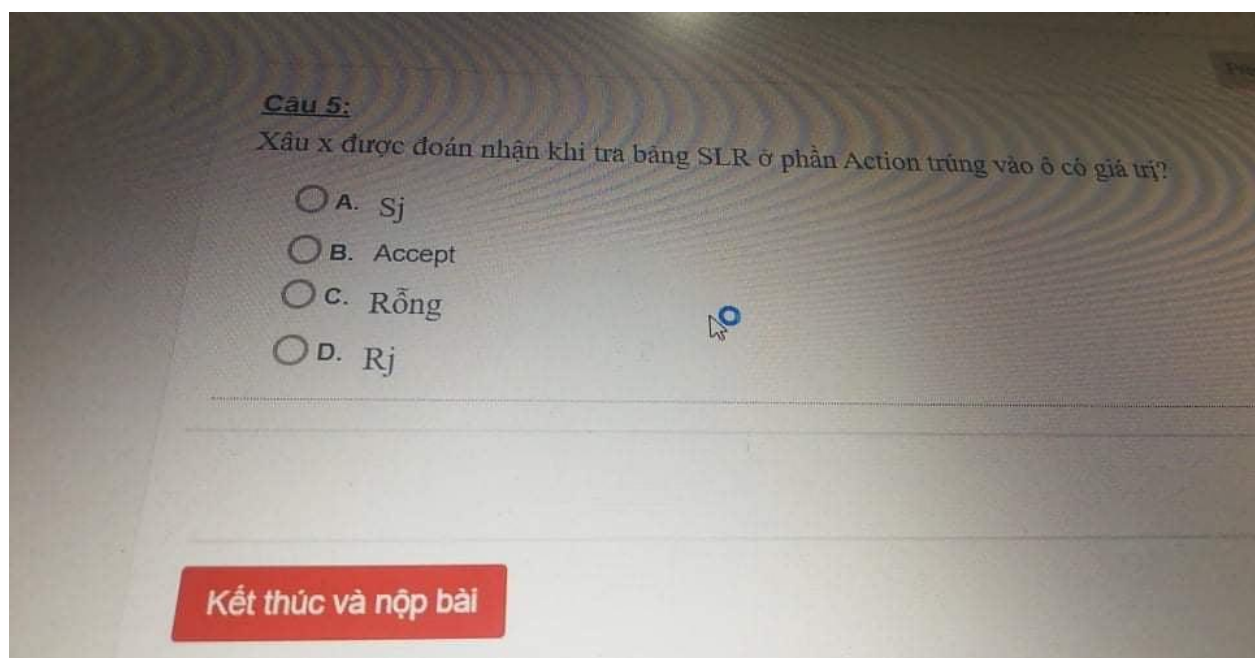 Câu 5:
Xâu x được đoán nhận khi tra bảng SLR ở phần Action trúng vào ô có giá trị?
A. Sj
B. Accept
C. Rỗng
D. Rj
Kết thúc và nộp bài